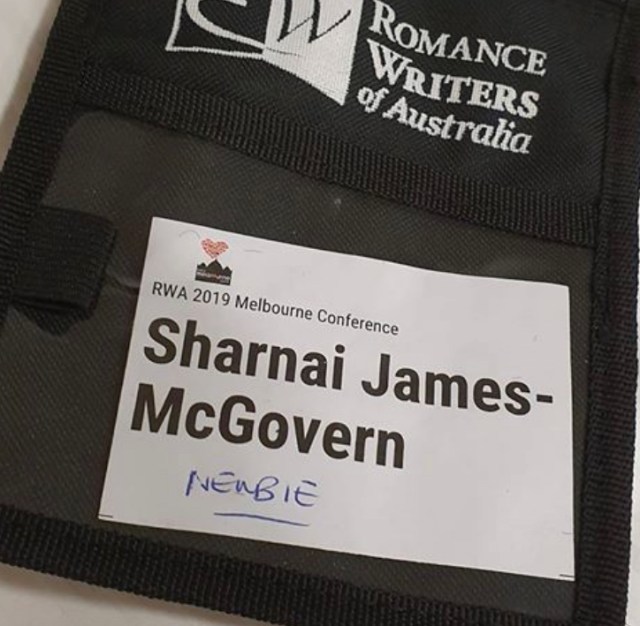 ROMANCE
WRITERS
of Australia
RWA 2019 Melbourne Conference
Sharnai James-
McGovern
NEWBIE